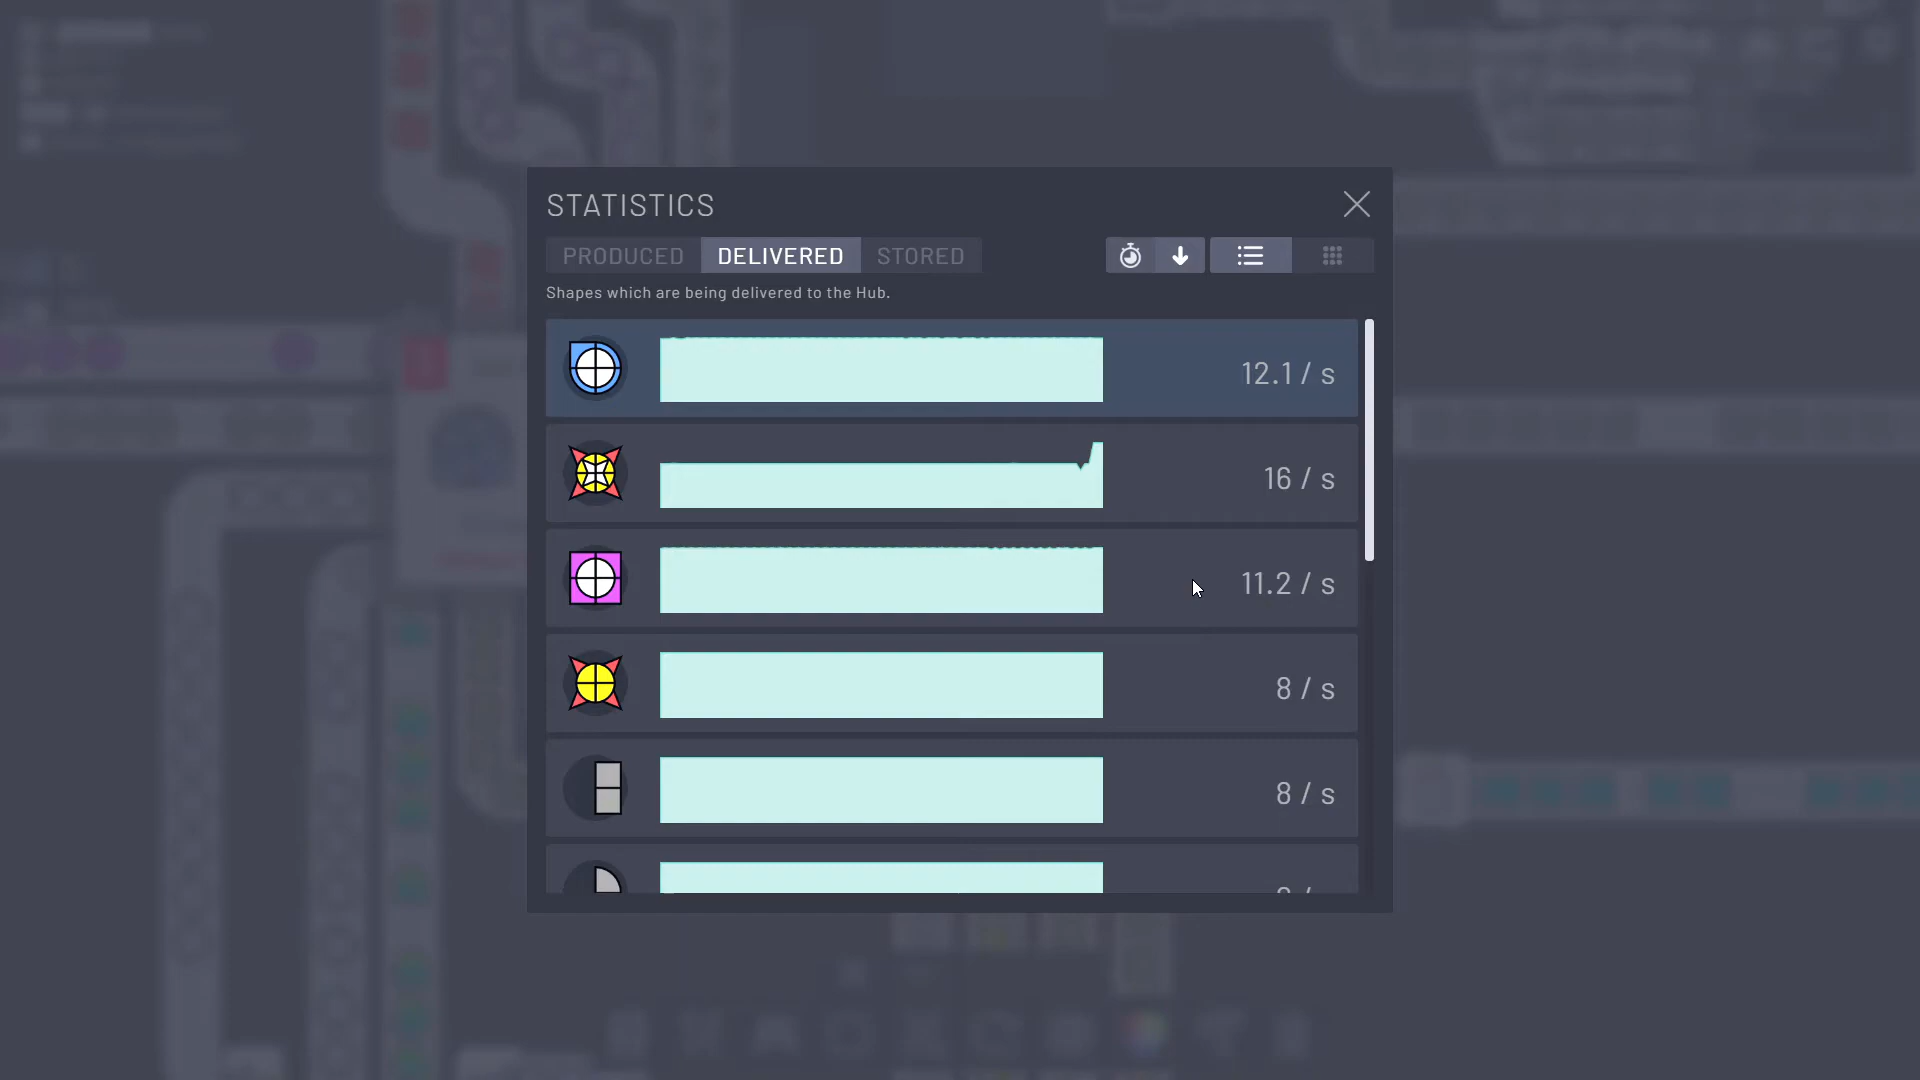 STATISTICS
PRODUCED DELIVERED STORED
Shapes which are being delivered to the Hub.
12.1 / s
16 / s
11.2 / s
8 / s
8 / s